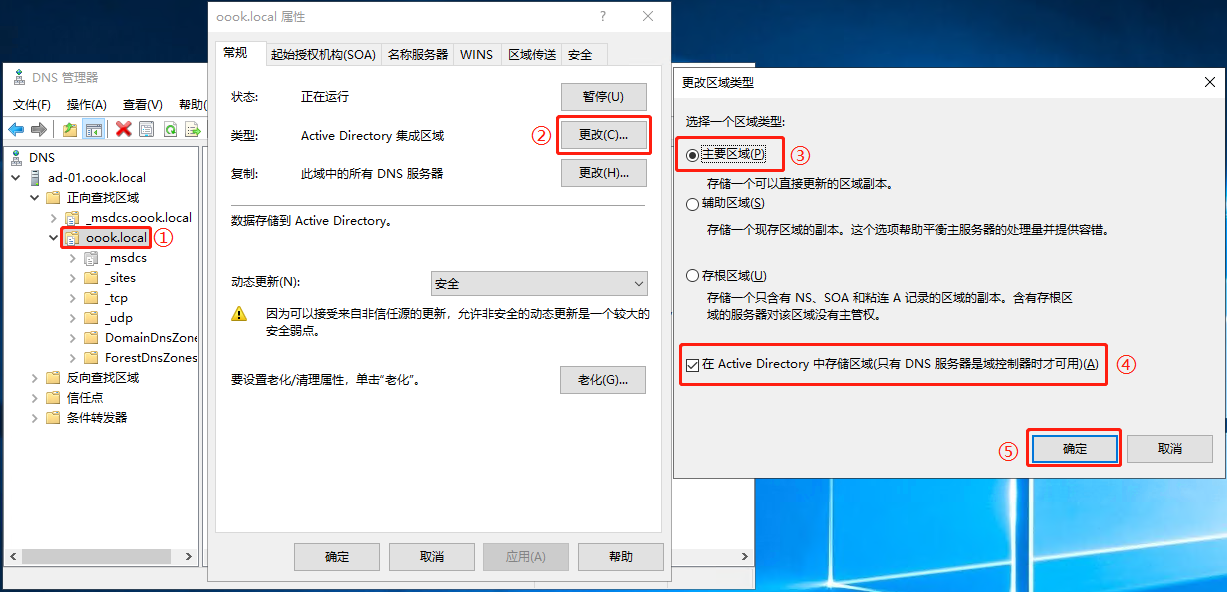 DNS 管理器
文件(F) 操作(A) 查看(V) 帮助(
DNS
ad-01.oook.local
正向查找区域
_msdcs.oook.local
oook.local ①
_msdcs
_sites
_tcp
_udp
DomainDnsZone
ForestDnsZones
反向查找区域
信任点
条件转发器
oook.local 属性
?
常规 起始授权机构(SOA) 名称服务器 WINS 区域传送 安全
状态: 正在运行 暂停(U)
类型: Active Directory 集成区域 ② 更改(C)...
复制: 此域中的所有 DNS 服务器 更改(H)...
数据存储到 Active Directory。
动态更新(N): 安全
因为可以接受来自非信任源的更新，允许非安全的动态更新是一个较大的
安全弱点。
要设置老化/清理属性，单击“老化”。 老化(G)...
确定 取消 应用(A) 帮助
更改区域类型
选择一个区域类型:
主要区域(P) ③
存储一个可以直接更新的区域副本。
辅助区域(S)
存储一个现存区域的副本。这个选项帮助平衡主服务器的处理量并提供容错。
存根区域(U)
存储一个只含有 NS、SOA 和粘连 A 记录的区域的副本。含有存根区
域的服务器对该区域没有主管权。
在 Active Directory 中存储区域(只有 DNS 服务器是域控制器时才可用)(A) ④
⑤ 确定 取消